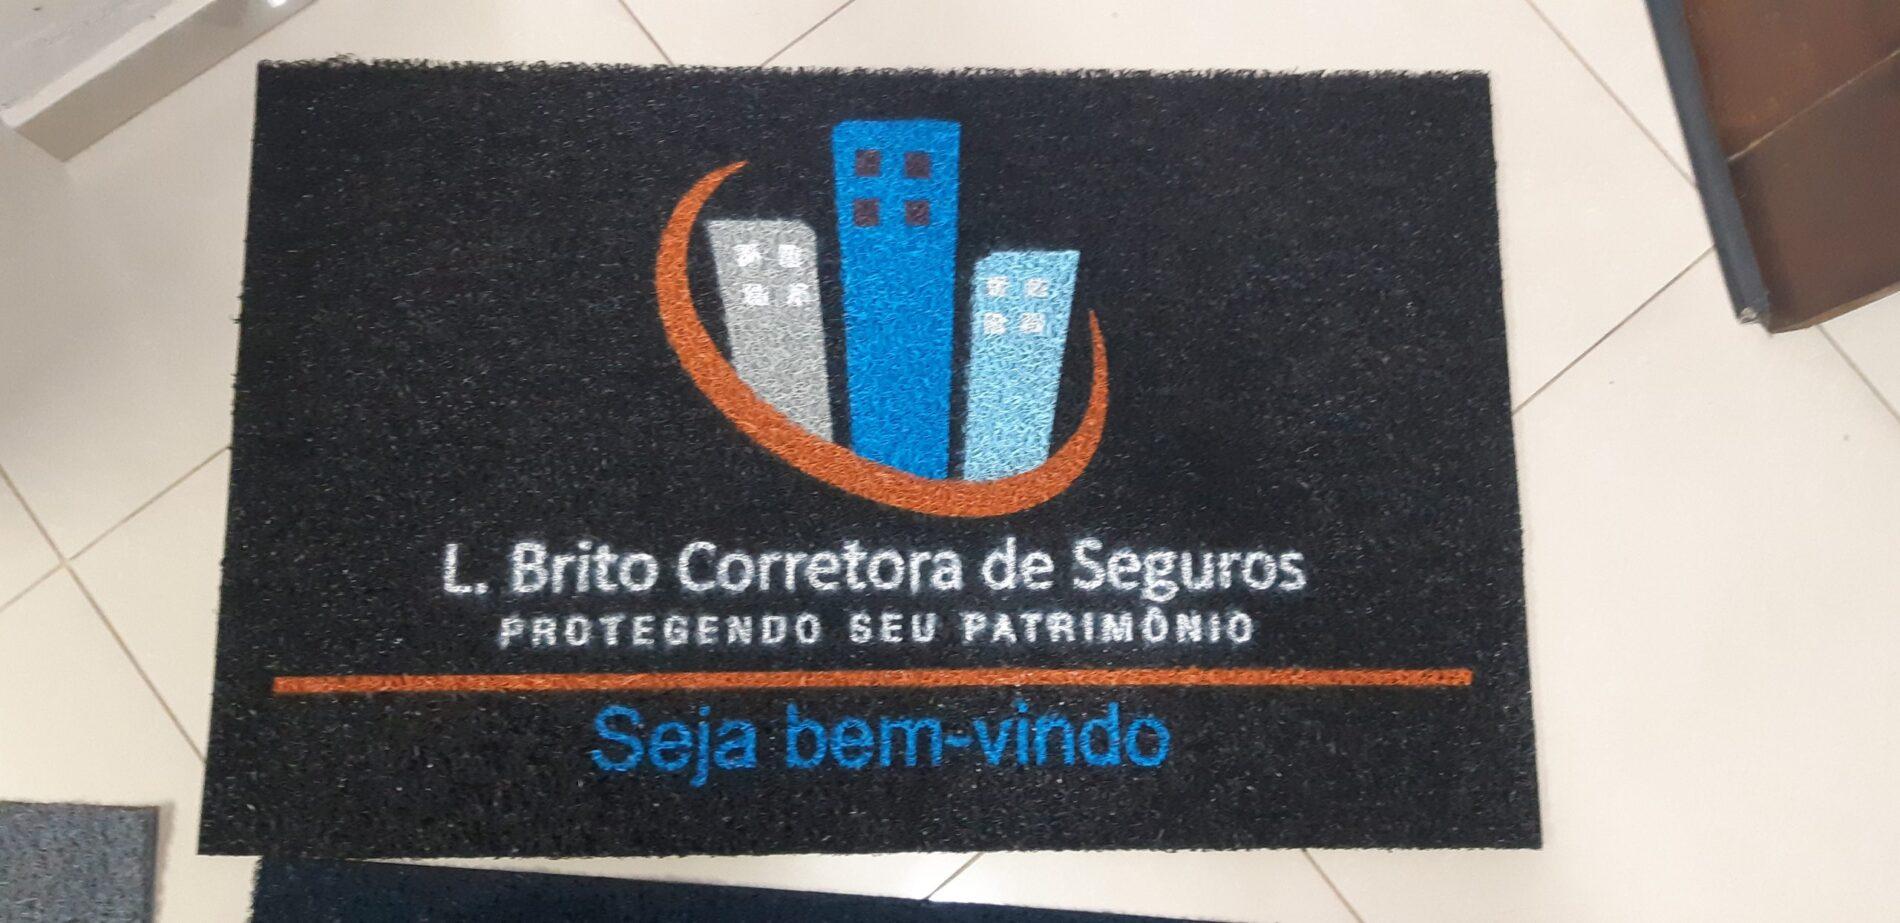 L. Brito Corretora de Seguros
PROTEGENDO SEU PATRIMÔNIO
Seja bem-vindo